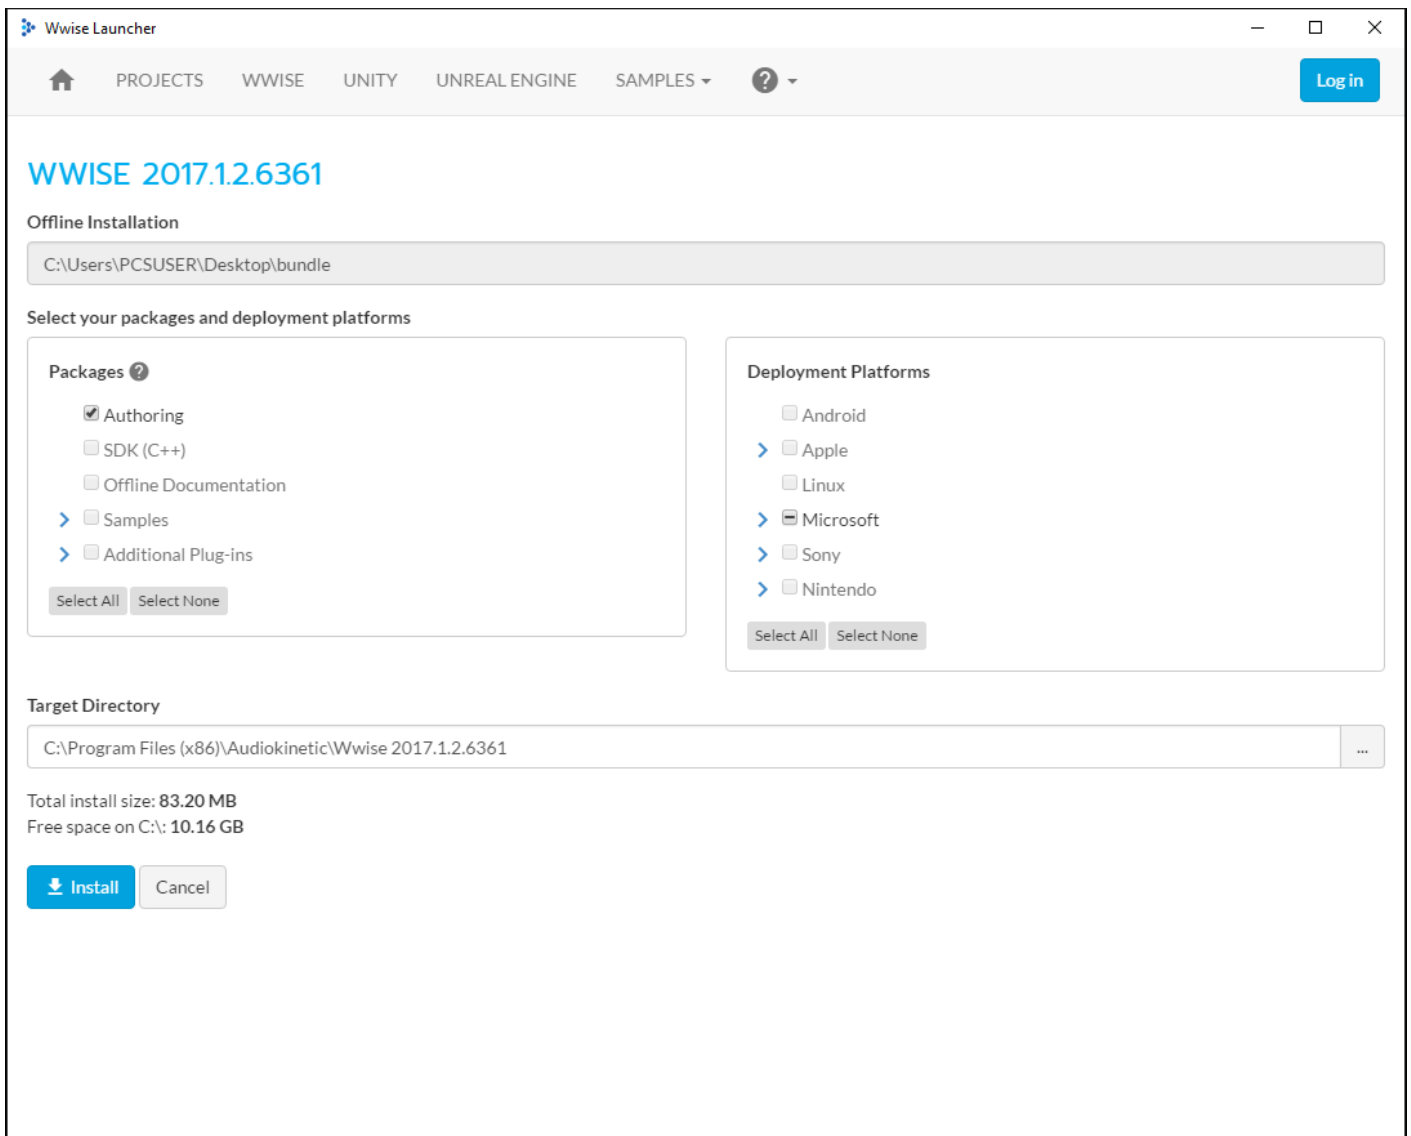 Wwise Launcher
PROJECTS WWISE UNITY UNREAL ENGINE SAMPLES ? Log in
WWISE 2017.1.2.6361
Offline Installation
C:\Users\PCSUSER\Desktop\bundle
Select your packages and deployment platforms
Packages ?
Authoring
SDK (C++)
Offline Documentation
Samples
Additional Plug-ins
Select All Select None
Deployment Platforms
Android
Apple
Linux
Microsoft
Sony
Nintendo
Select All Select None
Target Directory
C:\Program Files (x86)\Audiokinetic\Wwise 2017.1.2.6361 ...
Total install size: 83.20 MB
Free space on C:\: 10.16 GB
Install Cancel